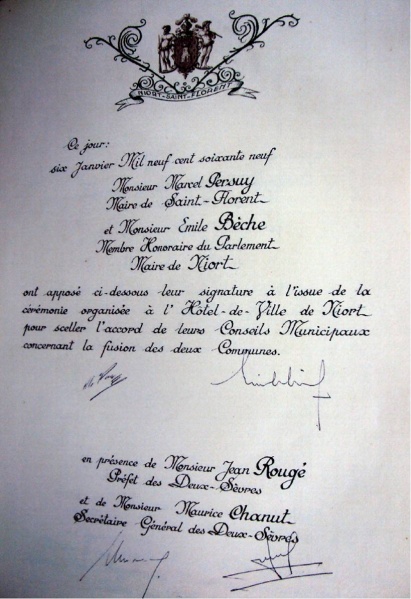 NIORT-SAINT-FLORENT
Ce jour:
six Janvier Mil neuf cent soixante neuf
Monsieur Marcel Persuy
Maire de Saint-Florent
et Monsieur Emile Bèche
Membre Honoraire du Parlement
Maire de Niort
ont apposé ci-dessous leur signature à l'issue de la
cérémonie organisée à l'Hôtel-de-Ville de Niort
pour sceller l'accord de leurs Conseils Municipaux
concernant la fusion des deux Communes.
en présence de Monsieur Jean Rougé
Préfet des Deux-Sèvres
et de Monsieur Maurice Chanut
Secrétaire Général des Deux-Sèvres